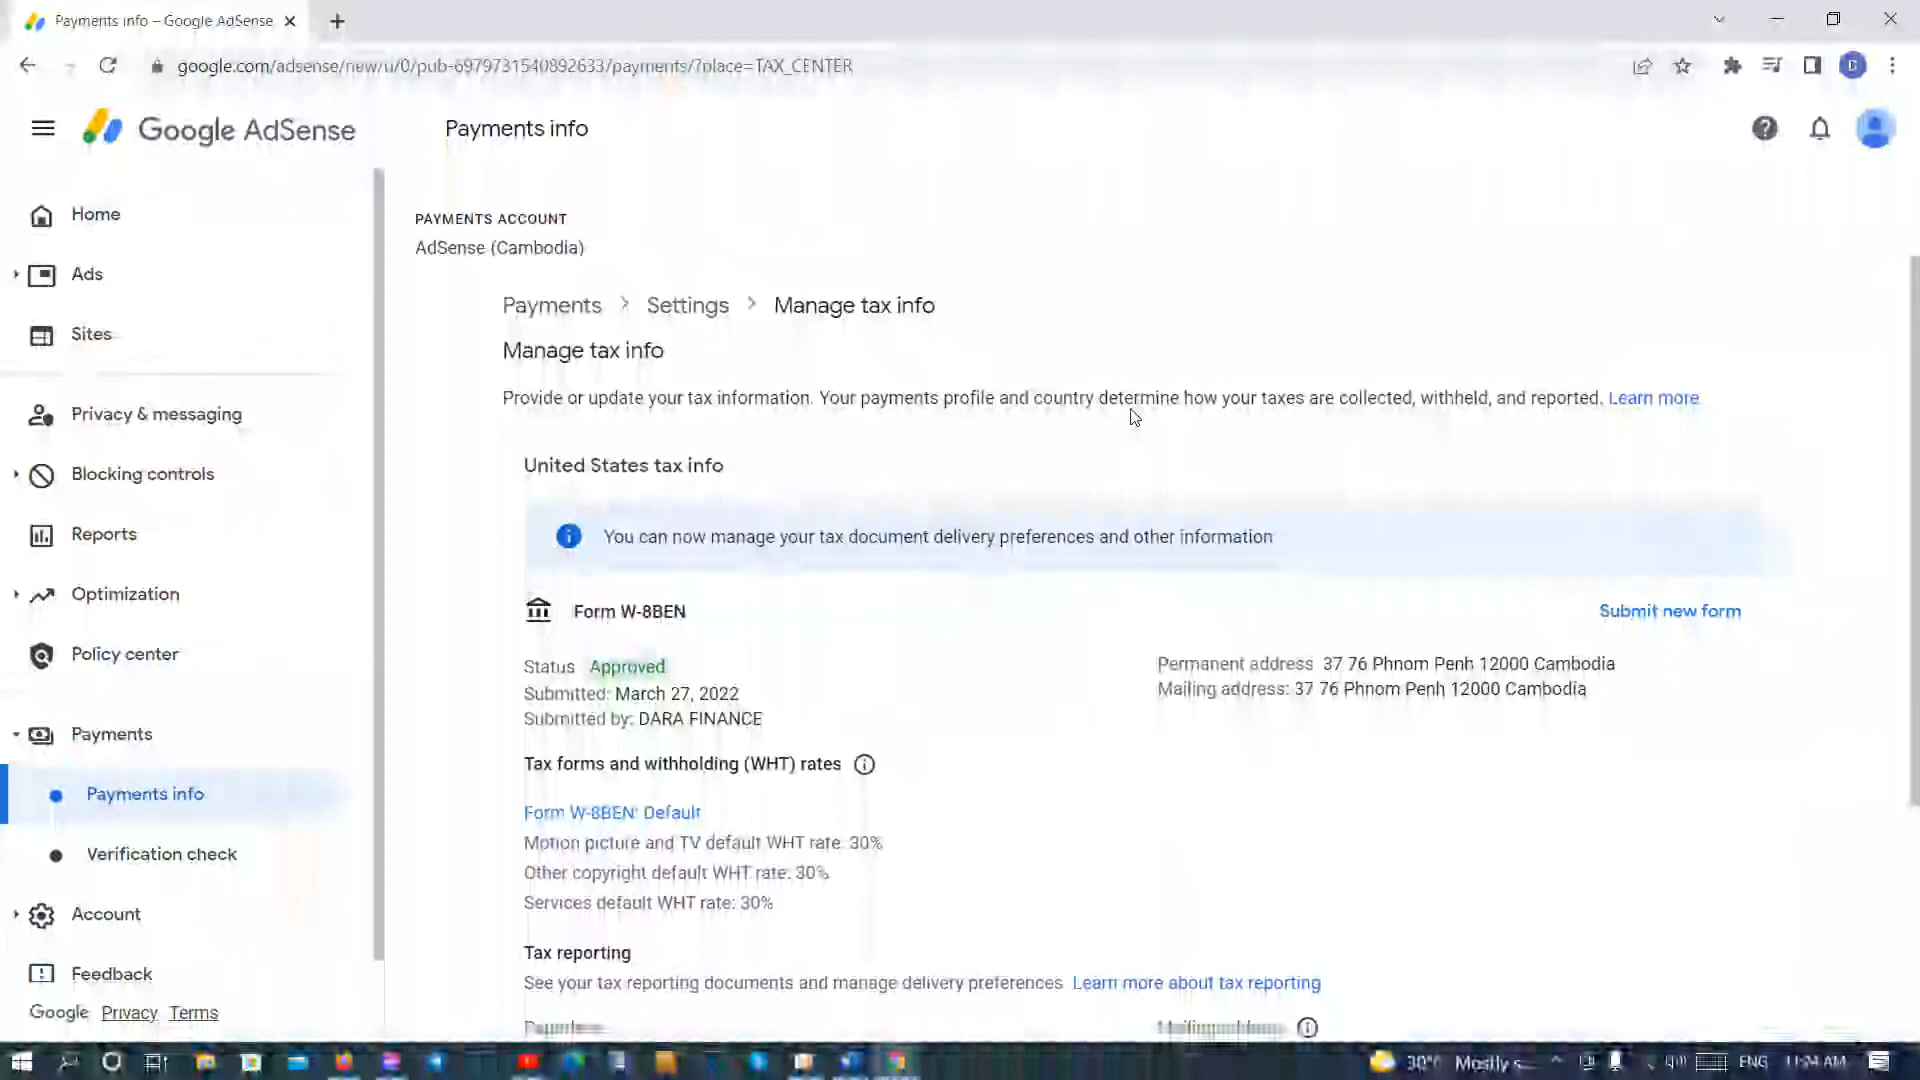 Payments info – Google AdSense
google.com/adsense/new/u/0/pub-6979731540892633/payments/?place=TAX_CENTER
C
Google AdSense
Payments info
Home
Ads
Sites
Privacy & messaging
Blocking controls
Reports
Optimization
Policy center
Payments
Payments info
Verification check
Account
Feedback
Google Privacy Terms
PAYMENTS ACCOUNT
AdSense (Cambodia)
Payments > Settings > Manage tax info
Manage tax info
Provide or update your tax information. Your payments profile and country determine how your taxes are collected, withheld, and reported. Learn more
United States tax info
You can now manage your tax document delivery preferences and other information
Form W-8BEN
Submit new form
Status Approved
Submitted: March 27, 2022
Submitted by: DARA FINANCE
Permanent address 37 76 Phnom Penh 12000 Cambodia
Mailing address: 37 76 Phnom Penh 12000 Cambodia
Tax forms and withholding (WHT) rates
Form W-8BEN: Default
Motion picture and TV default WHT rate: 30%
Other copyright default WHT rate: 30%
Services default WHT rate: 30%
Tax reporting
See your tax reporting documents and manage delivery preferences Learn more about tax reporting
Mailing address
30°C Mostly
ENG
11:04 AM